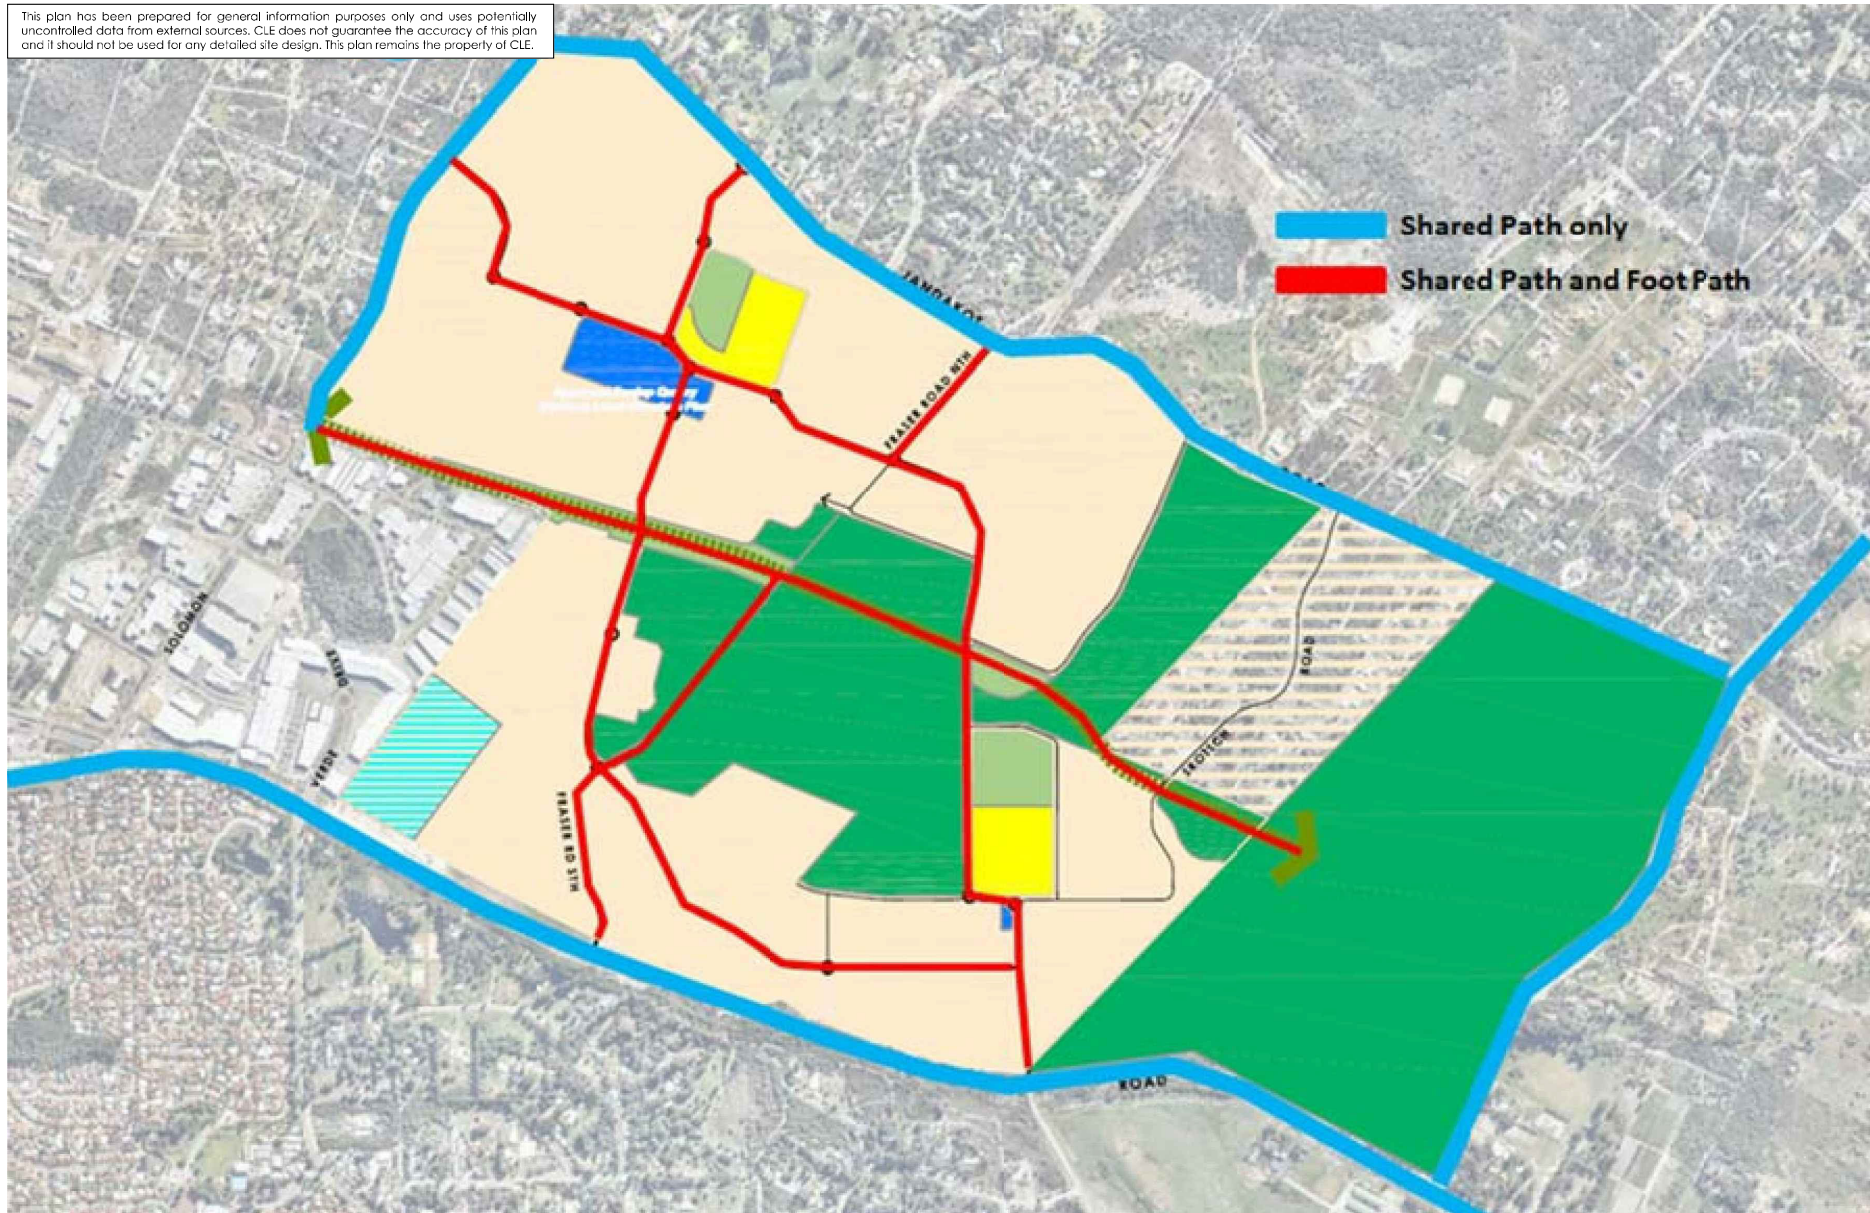 This plan has been prepared for general information purposes only and uses potentially
uncontrolled data from external sources. CLE does not guarantee the accuracy of this plan
and it should not be used for any detailed site design. This plan remains the property of CLE.
Shared Path only
Shared Path and Foot Path
JANDAKOT
FRASER ROAD NTH
ROAD
SOLOMON
DRIVE
ROAD
SKOTSCH
VERDE
FRASER RD STH
ROAD